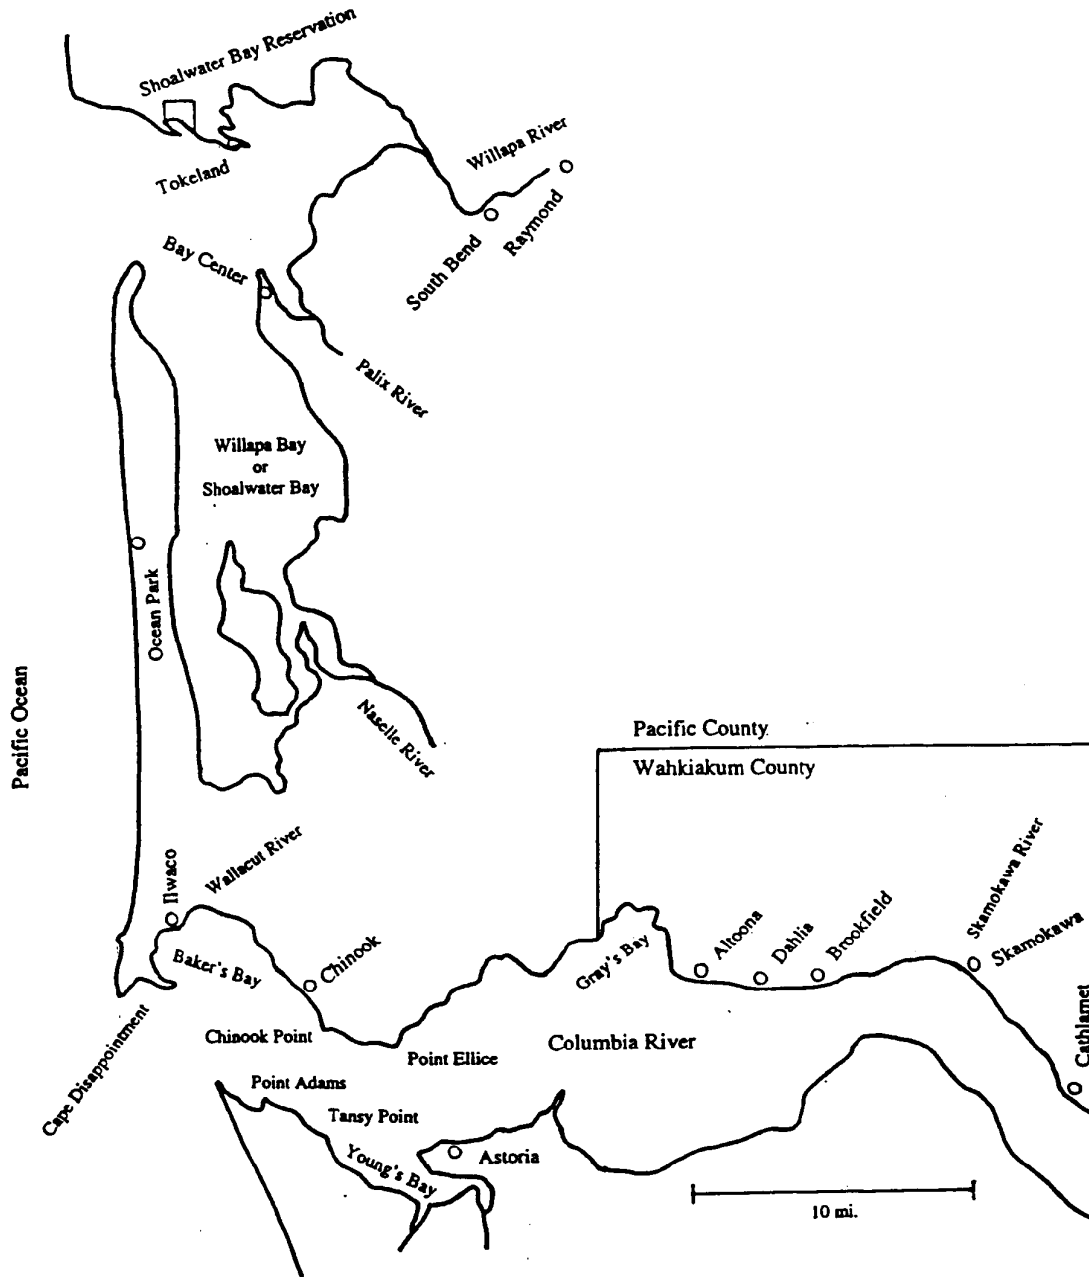 Shoalwater Bay Reservation
Tokeland
Willapa River
Raymond
South Bend
Bay Center
Palix River
Willapa Bay
or
Shoalwater Bay
Ocean Park
Pacific Ocean
Naselle River
Pacific County
Wahkiakum County
Ilwaco
Wallacut River
Baker's Bay
Chinook
Gray's Bay
Altoona
Dahlia
Brookfield
Skamokawa River
Skamokawa
Cathlamet
Cape Disappointment
Chinook Point
Point Ellice
Columbia River
Point Adams
Tansy Point
Young's Bay
Astoria
10 mi.